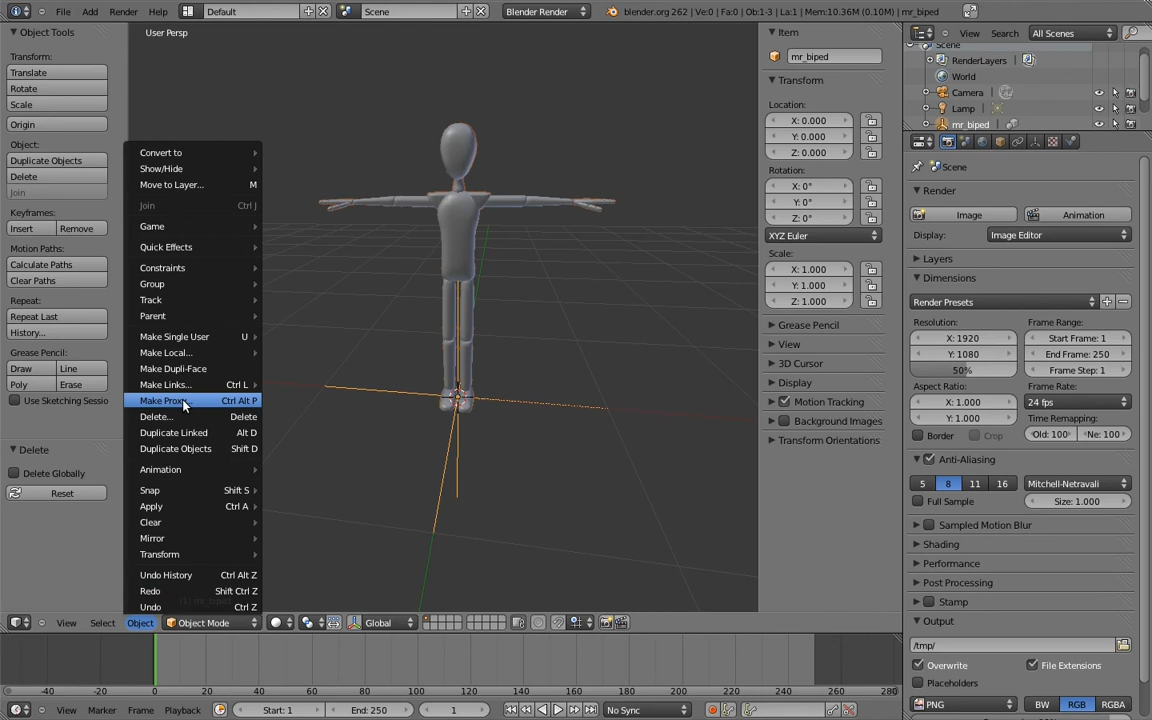 File Add Render Help Default Scene Blender Render blender.org 262 | Ve:0 | Fa:0 | Ob:1-3 | La:1 | Mem:10.36M (0.10M) | mr_biped
Object Tools
Transform:
Translate
Rotate
Scale
Origin
Object:
Duplicate Objects
Delete
Join
Keyframes:
Insert Remove
Motion Paths:
Calculate Paths
Clear Paths
Repeat:
Repeat Last
History...
Grease Pencil:
Draw Line
Poly Erase
Use Sketching Sessio
Delete
Delete Globally
Reset
User Persp
Convert to
Show/Hide
Move to Layer... M
Join Ctrl J
Game
Quick Effects
Constraints
Group
Track
Parent
Make Single User U
Make Local...
Make Dupli-Face
Make Links... Ctrl L
Make Proxy... Ctrl Alt P
Delete... Delete
Duplicate Linked Alt D
Duplicate Objects Shift D
Animation
Snap Shift S
Apply Ctrl A
Clear
Mirror
Transform
Undo History Ctrl Alt Z
Redo Shift Ctrl Z
Undo Ctrl Z
View Select Object Object Mode Global
Item
mr_biped
Transform
Location:
X: 0.000
Y: 0.000
Z: 0.000
Rotation:
X: 0°
Y: 0°
Z: 0°
XYZ Euler
Scale:
X: 1.000
Y: 1.000
Z: 1.000
Grease Pencil
View
3D Cursor
Display
Motion Tracking
Background Images
Transform Orientations
View Search All Scenes
Scene
RenderLayers
World
Camera
Lamp
mr_biped
Scene
Render
Image Animation
Display: Image Editor
Layers
Dimensions
Render Presets
Resolution: Frame Range:
X: 1920 Start Frame: 1
Y: 1080 End Frame: 250
50% Frame Step: 1
Aspect Ratio: Frame Rate:
X: 1.000 24 fps
Y: 1.000 Time Remapping:
Border Crop Old: 100 Ne: 100
Anti-Aliasing
5 8 11 16 Mitchell-Netravali
Full Sample Size: 1.000
Sampled Motion Blur
Shading
Performance
Post Processing
Stamp
Output
/tmp/
Overwrite File Extensions
Placeholders
PNG BW RGB RGBA
-40 -20 0 20 40 60 80 100 120 140 160 180 200 220 240 260 280
View Marker Frame Playback Start: 1 End: 250 1 No Sync